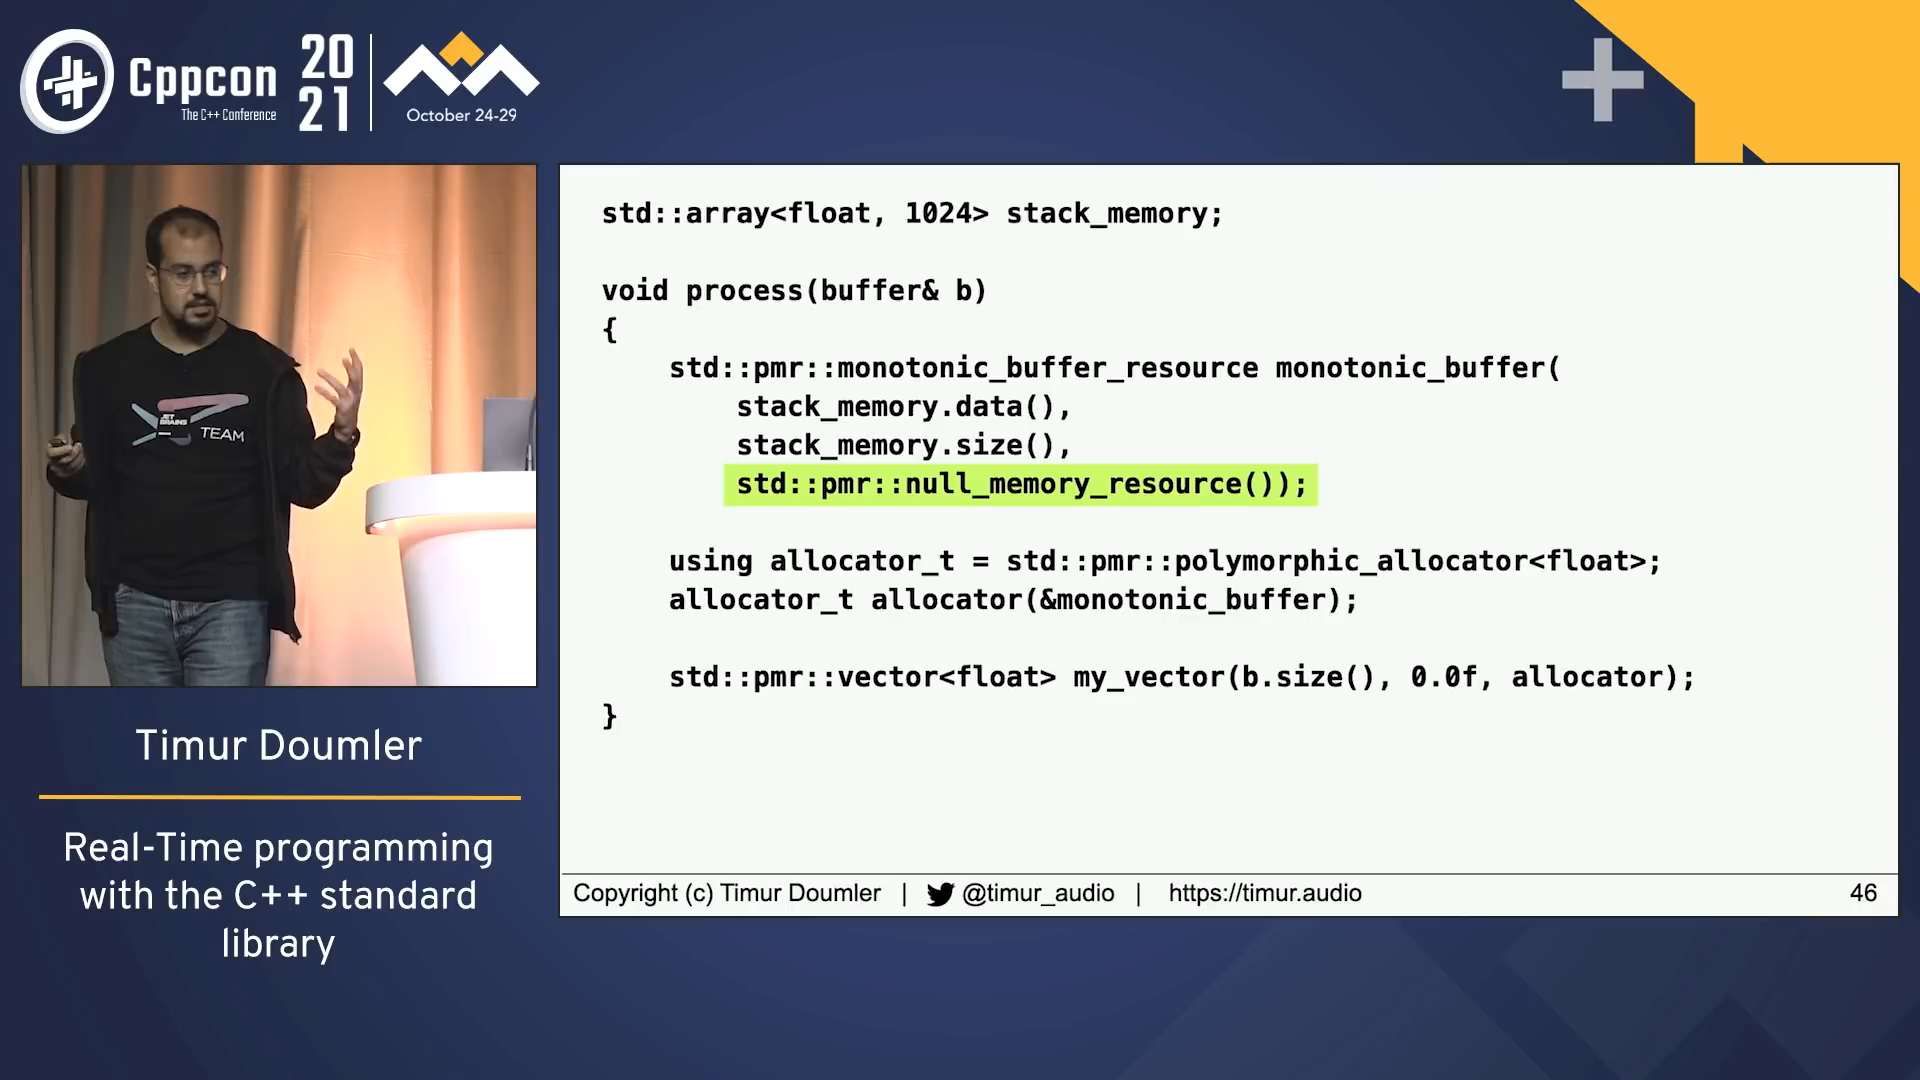 Cppcon
The C++ Conference
20
21
October 24-29
JET
BRAINS
TEAM
std::array<float, 1024> stack_memory;
void process(buffer& b)
{
std::pmr::monotonic_buffer_resource monotonic_buffer(
stack_memory.data(),
stack_memory.size(),
std::pmr::null_memory_resource());
using allocator_t = std::pmr::polymorphic_allocator<float>;
allocator_t allocator(&monotonic_buffer);
std::pmr::vector<float> my_vector(b.size(), 0.0f, allocator);
}
Copyright (c) Timur Doumler | @timur_audio | https://timur.audio 46
Timur Doumler
Real-Time programming
with the C++ standard
library